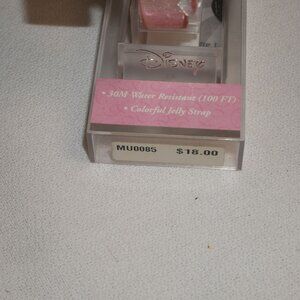 Disney
• 30M Water Resistant (100 FT)
• Colorful Jelly Strap
MU0085 $18.00